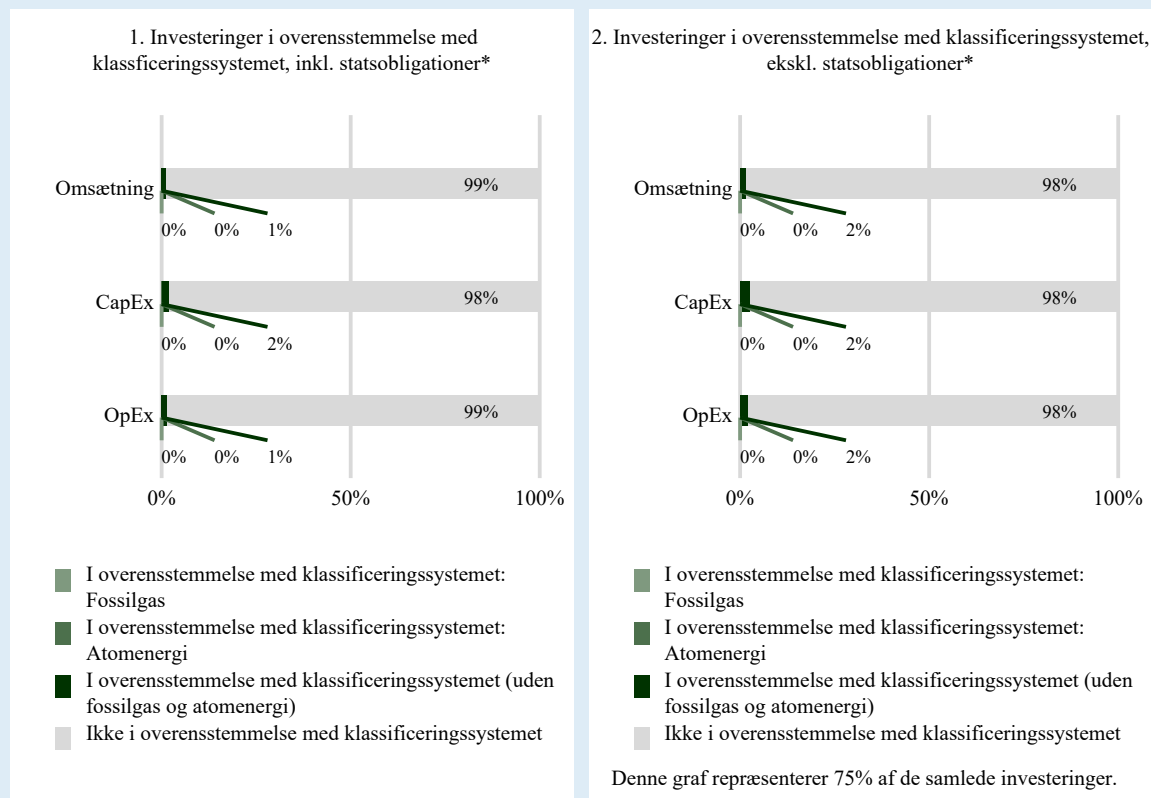 1. Investeringer i overensstemmelse med
klassficeringssystemet, inkl. statsobligationer*
Omsætning
99%
0% 0% 1%
CapEx
98%
0% 0% 2%
OpEx
99%
0% 0% 1%
0% 50% 100%
I overensstemmelse med klassificeringssystemet:
Fossilgas
I overensstemmelse med klassificeringssystemet:
Atomenergi
I overensstemmelse med klassificeringssystemet (uden
fossilgas og atomenergi)
Ikke i overensstemmelse med klassificeringssystemet
2. Investeringer i overensstemmelse med klassificeringssystemet,
ekskl. statsobligationer*
Omsætning
98%
0% 0% 2%
CapEx
98%
0% 0% 2%
OpEx
98%
0% 0% 2%
0% 50% 100%
I overensstemmelse med klassificeringssystemet:
Fossilgas
I overensstemmelse med klassificeringssystemet:
Atomenergi
I overensstemmelse med klassificeringssystemet (uden
fossilgas og atomenergi)
Ikke i overensstemmelse med klassificeringssystemet
Denne graf repræsenterer 75% af de samlede investeringer.